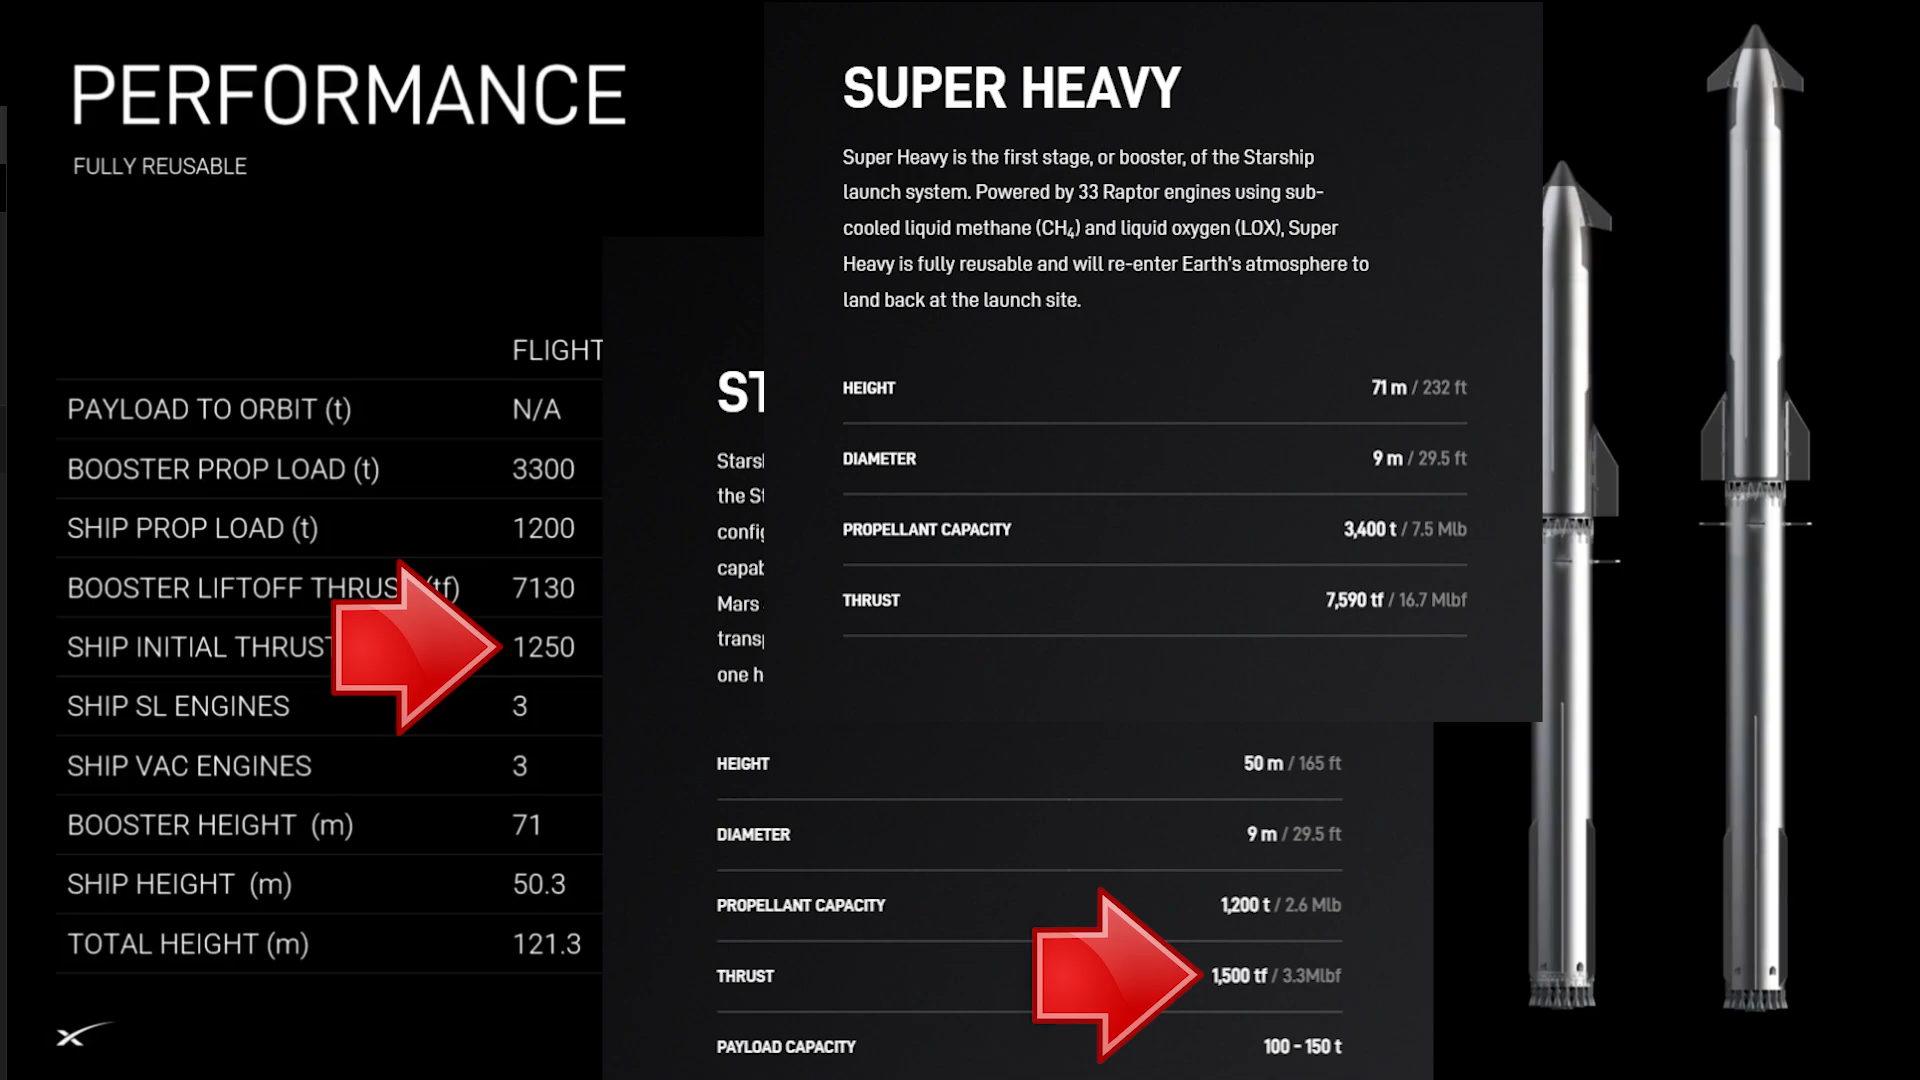 PERFORMANCE
FULLY REUSABLE
FLIGHT
PAYLOAD TO ORBIT (t) N/A
BOOSTER PROP LOAD (t) 3300
SHIP PROP LOAD (t) 1200
BOOSTER LIFTOFF THRUS (tf) 7130
SHIP INITIAL THRUST 1250
SHIP SL ENGINES 3
SHIP VAC ENGINES 3
BOOSTER HEIGHT (m) 71
SHIP HEIGHT (m) 50.3
TOTAL HEIGHT (m) 121.3
SUPER HEAVY
Super Heavy is the first stage, or booster, of the Starship
launch system. Powered by 33 Raptor engines using sub-
cooled liquid methane (CH₄) and liquid oxygen (LOX), Super
Heavy is fully reusable and will re-enter Earth's atmosphere to
land back at the launch site.
HEIGHT 71 m / 232 ft
DIAMETER 9 m / 29.5 ft
PROPELLANT CAPACITY 3,400 t / 7.5 Mlb
THRUST 7,590 tf / 16.7 Mlbf
ST
Stars
the St
config
capab
Mars
transp
one h
HEIGHT 50 m / 165 ft
DIAMETER 9 m / 29.5 ft
PROPELLANT CAPACITY 1,200 t / 2.6 Mlb
THRUST 1,500 tf / 3.3Mlbf
PAYLOAD CAPACITY 100 - 150 t